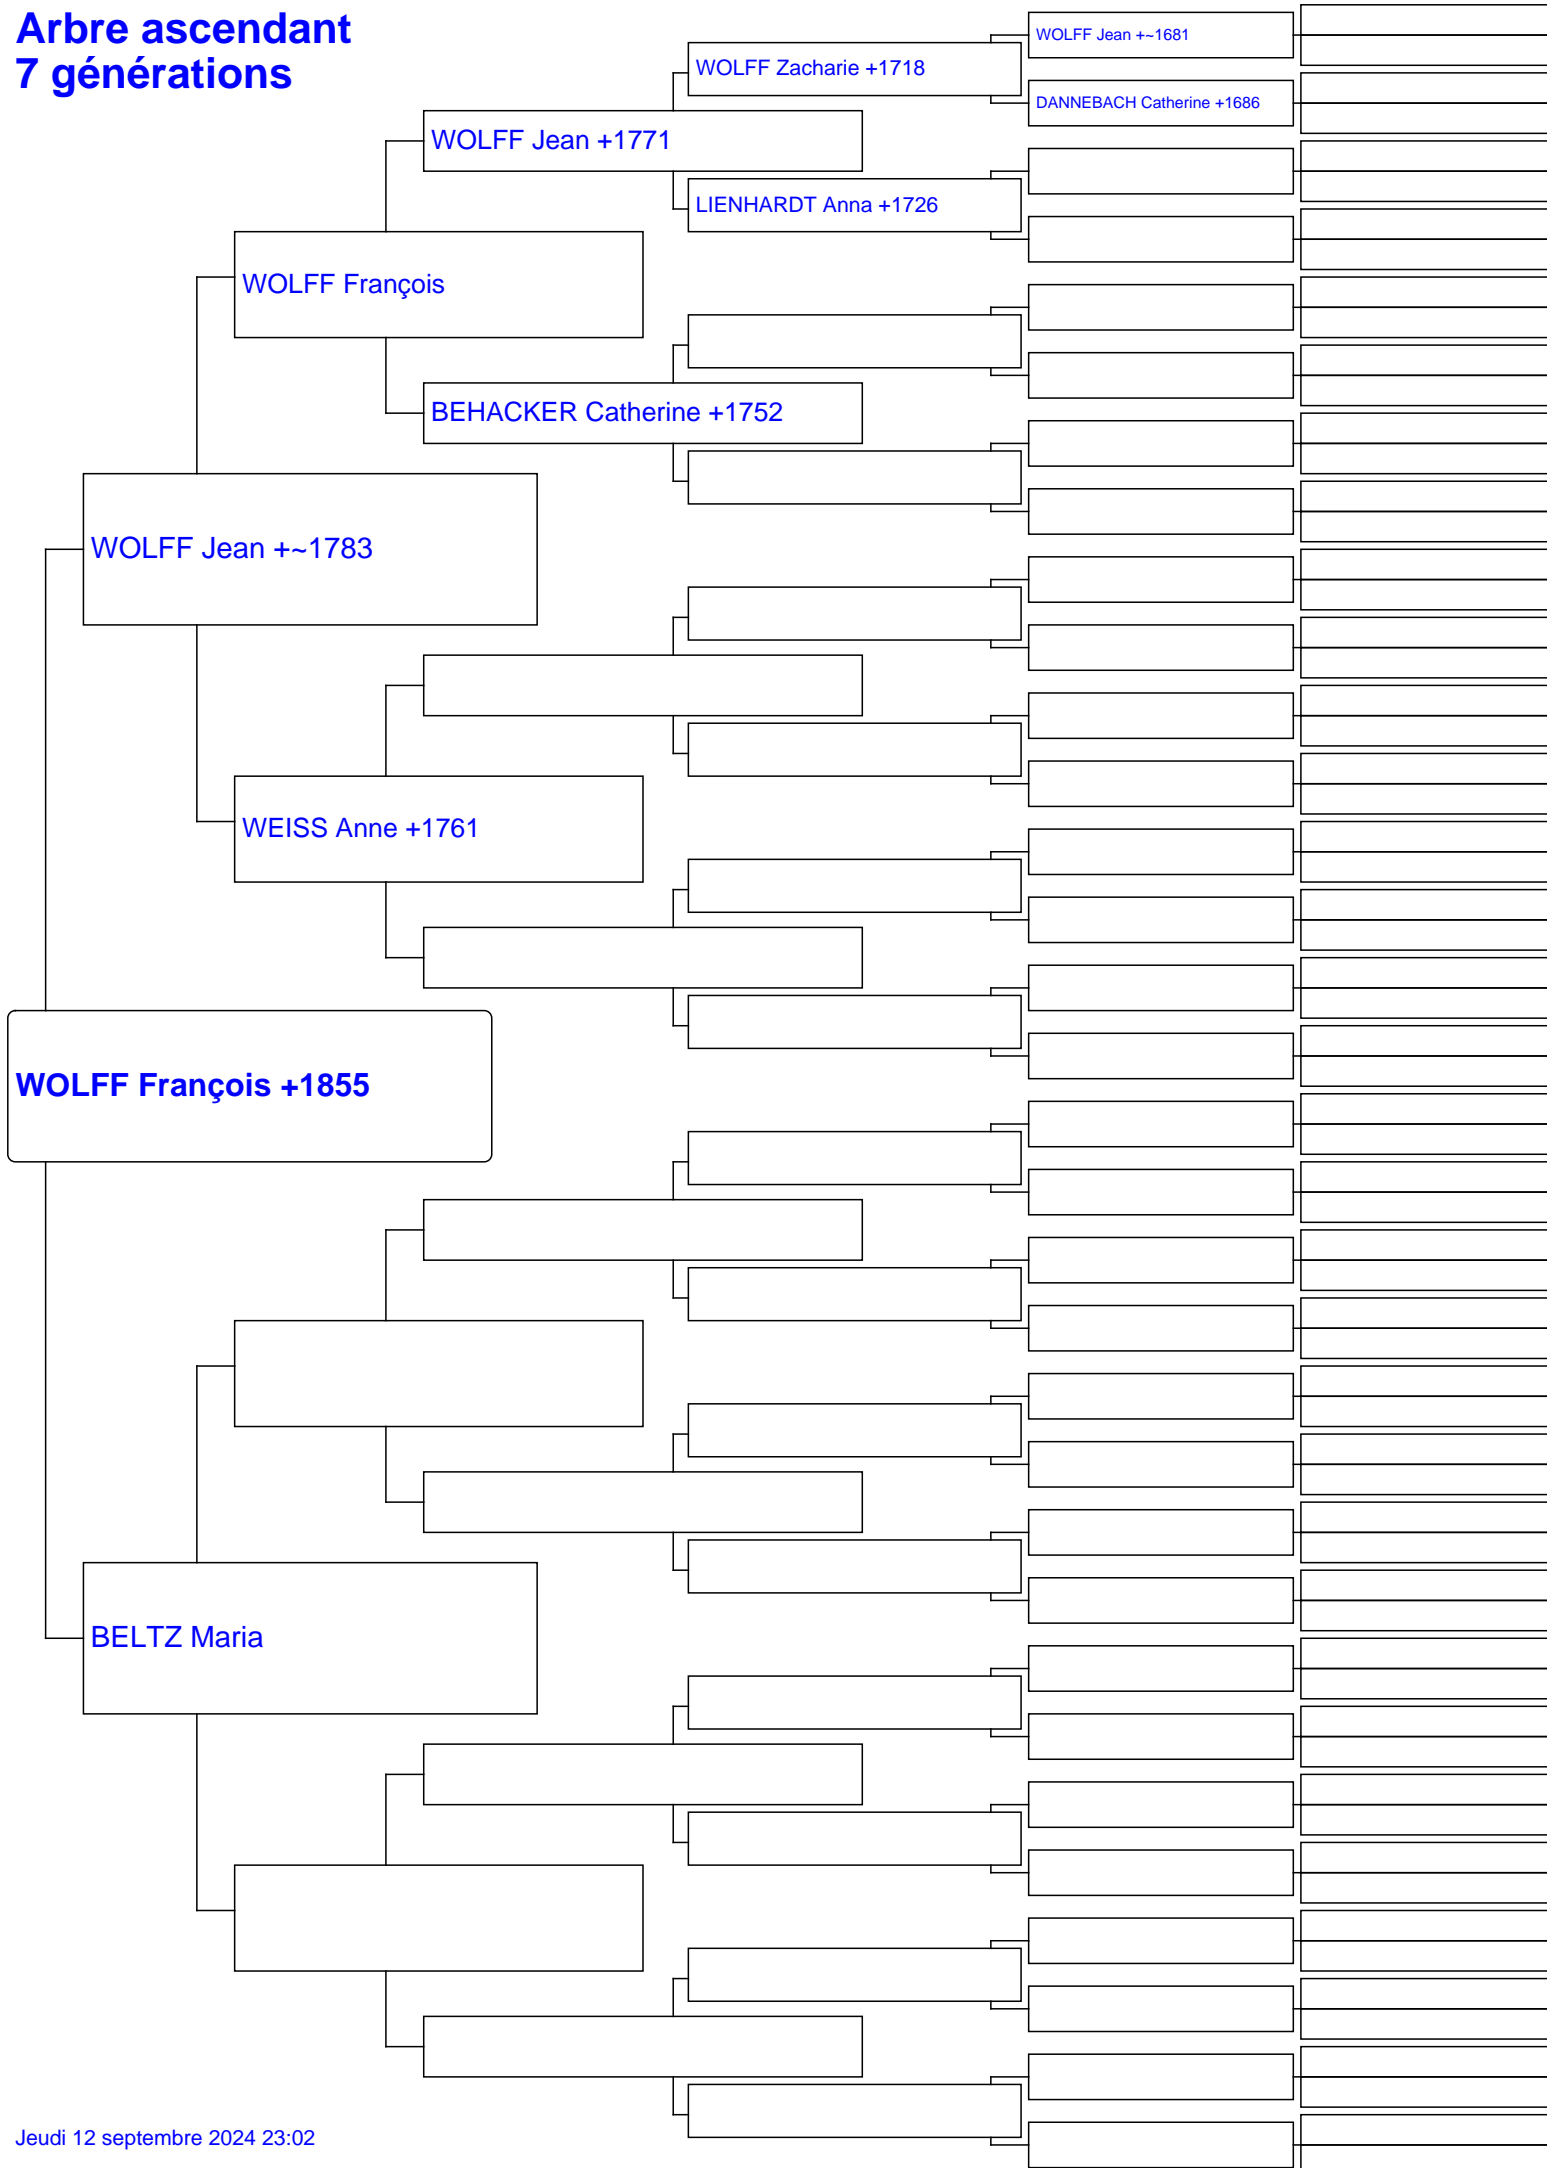 Arbre ascendant
7 générations
WOLFF Jean +~1681
WOLFF Zacharie +1718
DANNEBACH Catherine +1686
WOLFF Jean +1771
LIENHARDT Anna +1726
WOLFF François
BEHACKER Catherine +1752
WOLFF Jean +~1783
WEISS Anne +1761
WOLFF François +1855
BELTZ Maria
Jeudi 12 septembre 2024 23:02